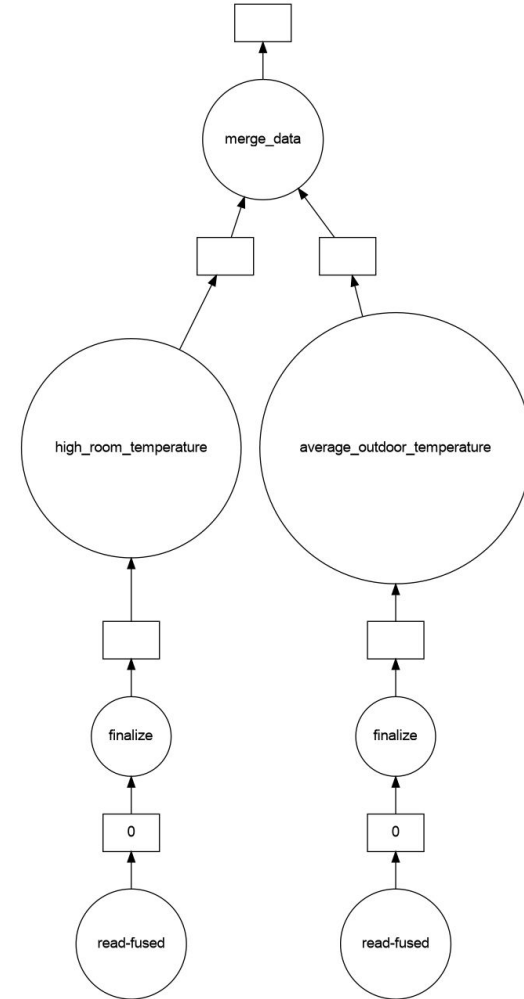 merge_data
high_room_temperature
average_outdoor_temperature
finalize
finalize
0
0
read-fused
read-fused